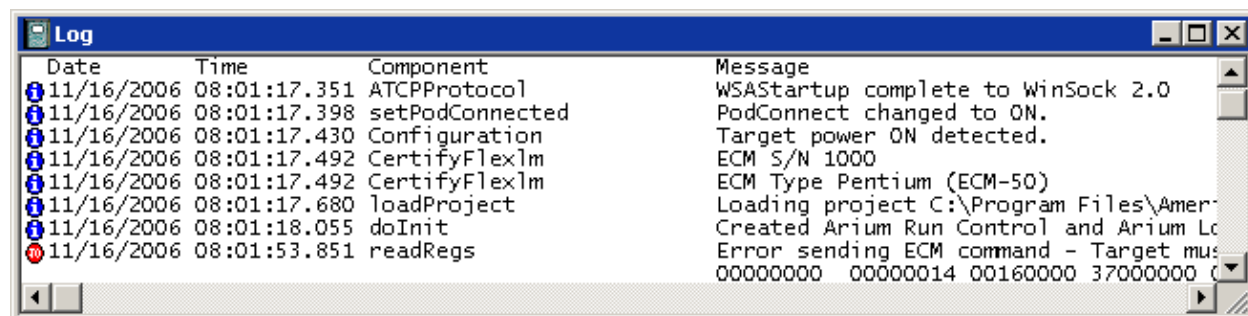 Log
Date Time Component Message
11/16/2006 08:01:17.351 ATCPProtocol WSAStartup complete to WinSock 2.0
11/16/2006 08:01:17.398 setPodConnected PodConnect changed to ON.
11/16/2006 08:01:17.430 Configuration Target power ON detected.
11/16/2006 08:01:17.492 CertifyFlexlm ECM S/N 1000
11/16/2006 08:01:17.492 CertifyFlexlm ECM Type Pentium (ECM-50)
11/16/2006 08:01:17.680 loadProject Loading project C:\Program Files\Amer
11/16/2006 08:01:18.055 doInit Created Arium Run Control and Arium
11/16/2006 08:01:53.851 readRegs Error sending ECM command - Target
00000000 00000014 00160000 37000000